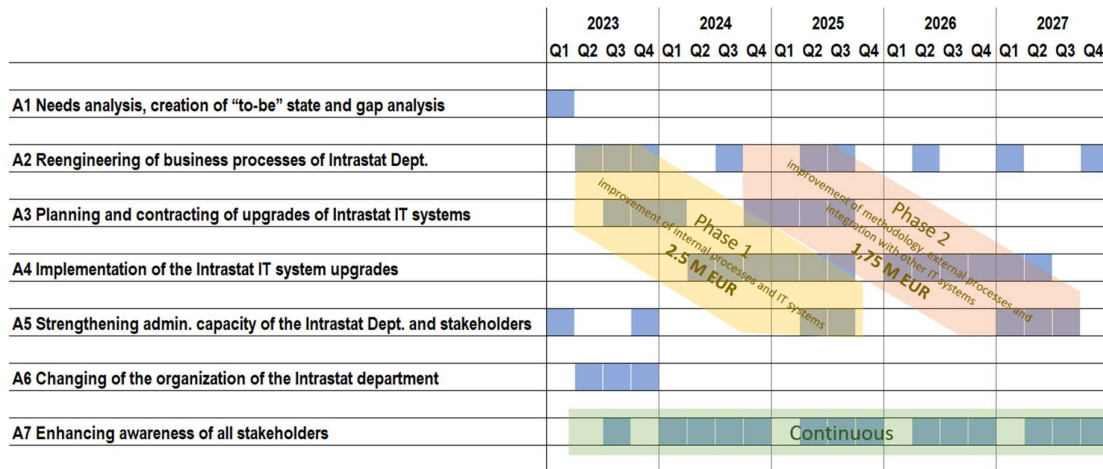 2023 2024 2025 2026 2027
Q1 Q2 Q3 Q4 Q1 Q2 Q3 Q4 Q1 Q2 Q3 Q4 Q1 Q2 Q3 Q4 Q1 Q2 Q3 Q4
A1 Needs analysis, creation of “to-be” state and gap analysis
A2 Reengineering of business processes of Intrastat Dept.
A3 Planning and contracting of upgrades of Intrastat IT systems
A4 Implementation of the Intrastat IT system upgrades
A5 Strengthening admin. capacity of the Intrastat Dept. and stakeholders
A6 Changing of the organization of the Intrastat department
A7 Enhancing awareness of all stakeholders
Phase 1
improvement of internal processes and IT systems
2.5 M EUR
Phase 2
improvement of methodology, external processes and
integration with other IT systems
1,75 M EUR
Continuous